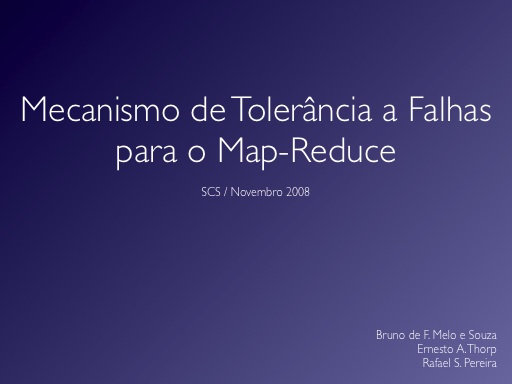 Mecanismo de Tolerância a Falhas
para o Map-Reduce
SCS / Novembro 2008
Bruno de F. Melo e Souza
Ernesto A. Thorp
Rafael S. Pereira